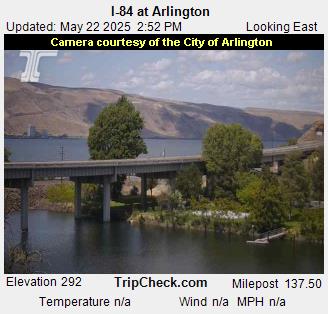 I-84 at Arlington
Updated: May 22 2025 2:52 PM Looking East
Camera courtesy of the City of Arlington
Elevation 292 TripCheck.com Milepost 137.50
Temperature n/a Wind n/a MPH n/a